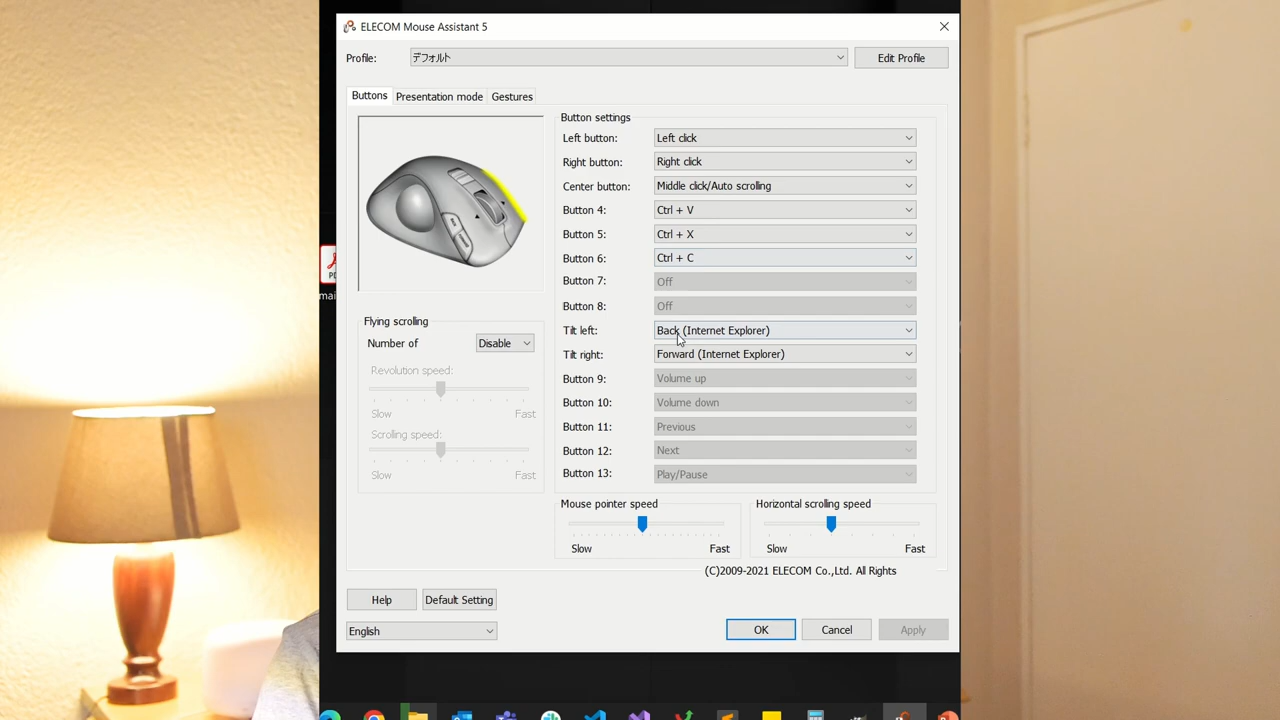 ELECOM Mouse Assistant 5
Profile:
デフォルト
Edit Profile
Buttons
Presentation mode
Gestures
Button settings
Left button:
Left click
Right button:
Right click
Center button:
Middle click/Auto scrolling
Button 4:
Ctrl + V
Button 5:
Ctrl + X
Button 6:
Ctrl + C
Button 7:
Off
Button 8:
Off
Tilt left:
Back (Internet Explorer)
Tilt right:
Forward (Internet Explorer)
Button 9:
Volume up
Button 10:
Volume down
Button 11:
Previous
Button 12:
Next
Button 13:
Play/Pause
Flying scrolling
Number of
Disable
Revolution speed:
Slow
Fast
Scrolling speed:
Slow
Fast
Mouse pointer speed
Slow
Fast
Horizontal scrolling speed
Slow
Fast
(C)2009-2021 ELECOM Co.,Ltd. All Rights
Help
Default Setting
English
OK
Cancel
Apply